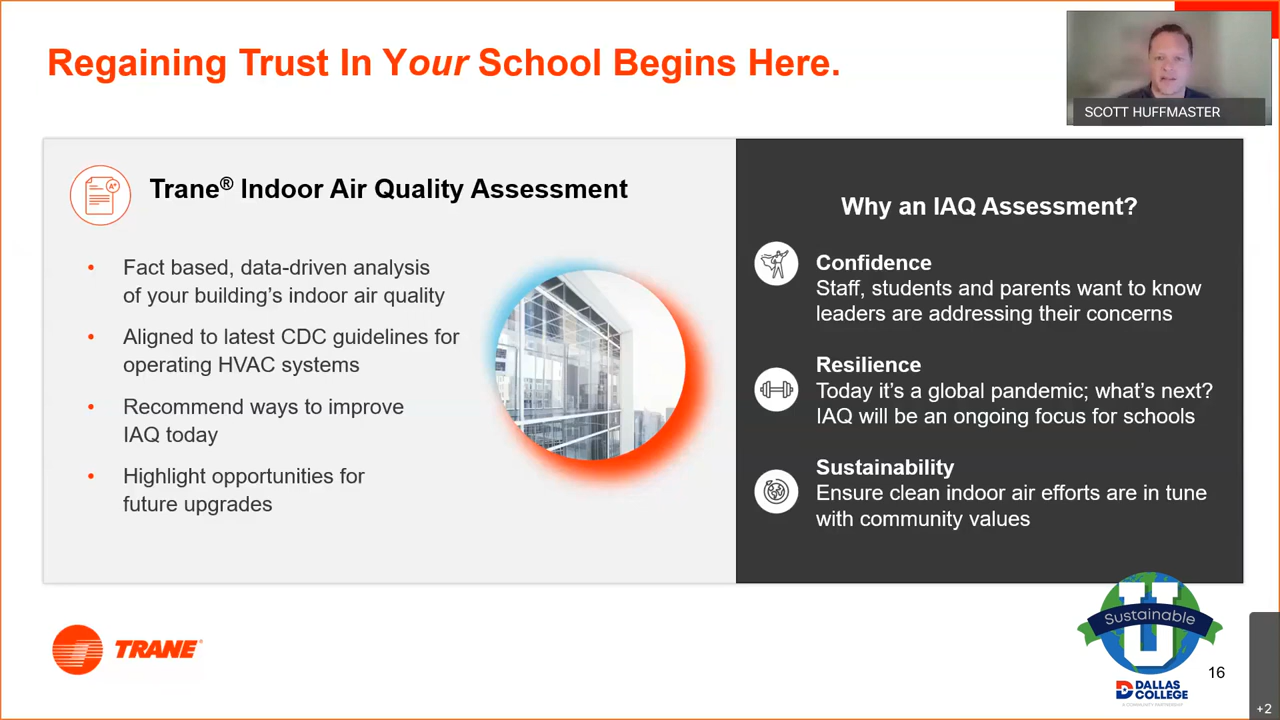 Regaining Trust In Your School Begins Here.
SCOTT HUFFMASTER
A+
Trane® Indoor Air Quality Assessment
• Fact based, data-driven analysis
of your building’s indoor air quality
• Aligned to latest CDC guidelines for
operating HVAC systems
• Recommend ways to improve
IAQ today
• Highlight opportunities for
future upgrades
Why an IAQ Assessment?
Confidence
Staff, students and parents want to know
leaders are addressing their concerns
Resilience
Today it’s a global pandemic; what’s next?
IAQ will be an ongoing focus for schools
Sustainability
Ensure clean indoor air efforts are in tune
with community values
TRANE
U
Sustainable
DALLAS
COLLEGE
A COMMUNITY PARTNERSHIP
16
+2